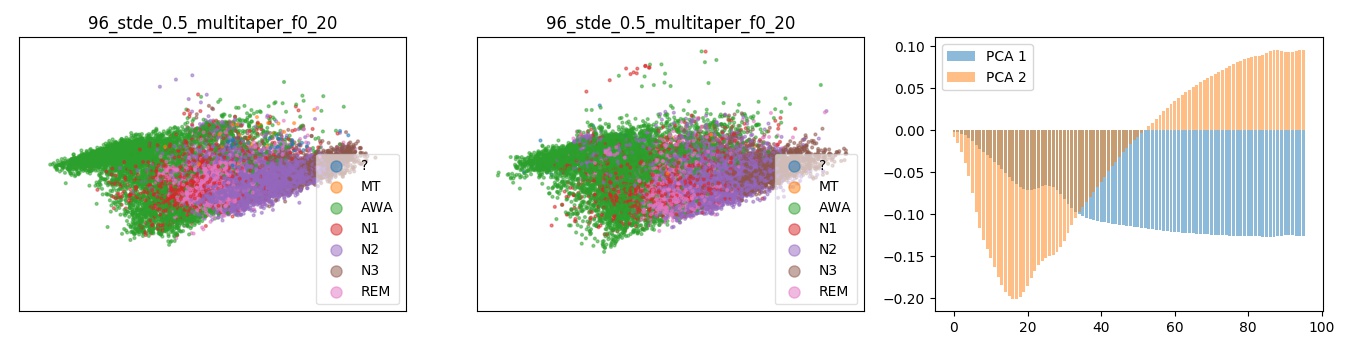 96_stde_0.5_multitaper_f0_20
?
MT
AWA
N1
N2
N3
REM
96_stde_0.5_multitaper_f0_20
?
MT
AWA
N1
N2
N3
REM
PCA 1
PCA 2
0.10
0.05
0.00
−0.05
−0.10
−0.15
−0.20
0 20 40 60 80 100